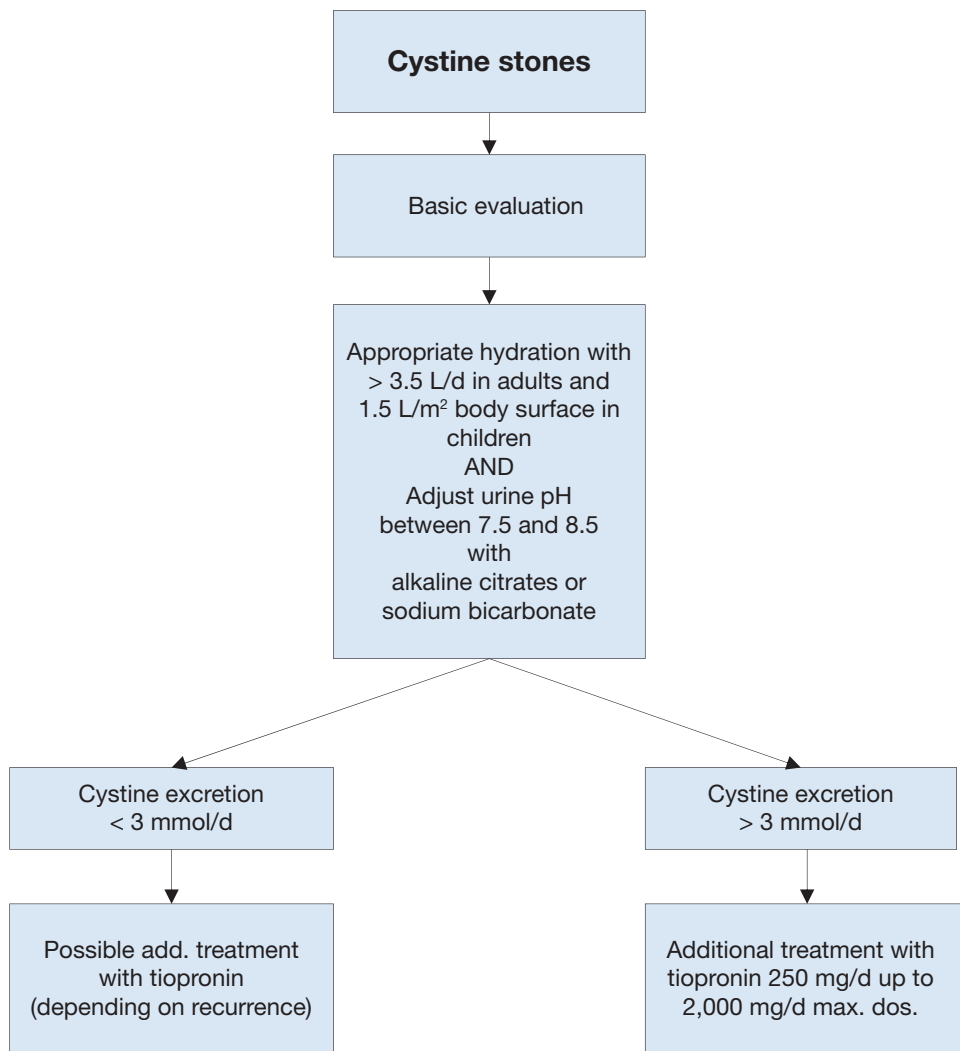 Cystine stones
Basic evaluation
Appropriate hydration with
> 3.5 L/d in adults and
1.5 L/m² body surface in
children
AND
Adjust urine pH
between 7.5 and 8.5
with
alkaline citrates or
sodium bicarbonate
Cystine excretion
< 3 mmol/d
Cystine excretion
> 3 mmol/d
Possible add. treatment
with tiopronin
(depending on recurrence)
Additional treatment with
tiopronin 250 mg/d up to
2,000 mg/d max. dos.